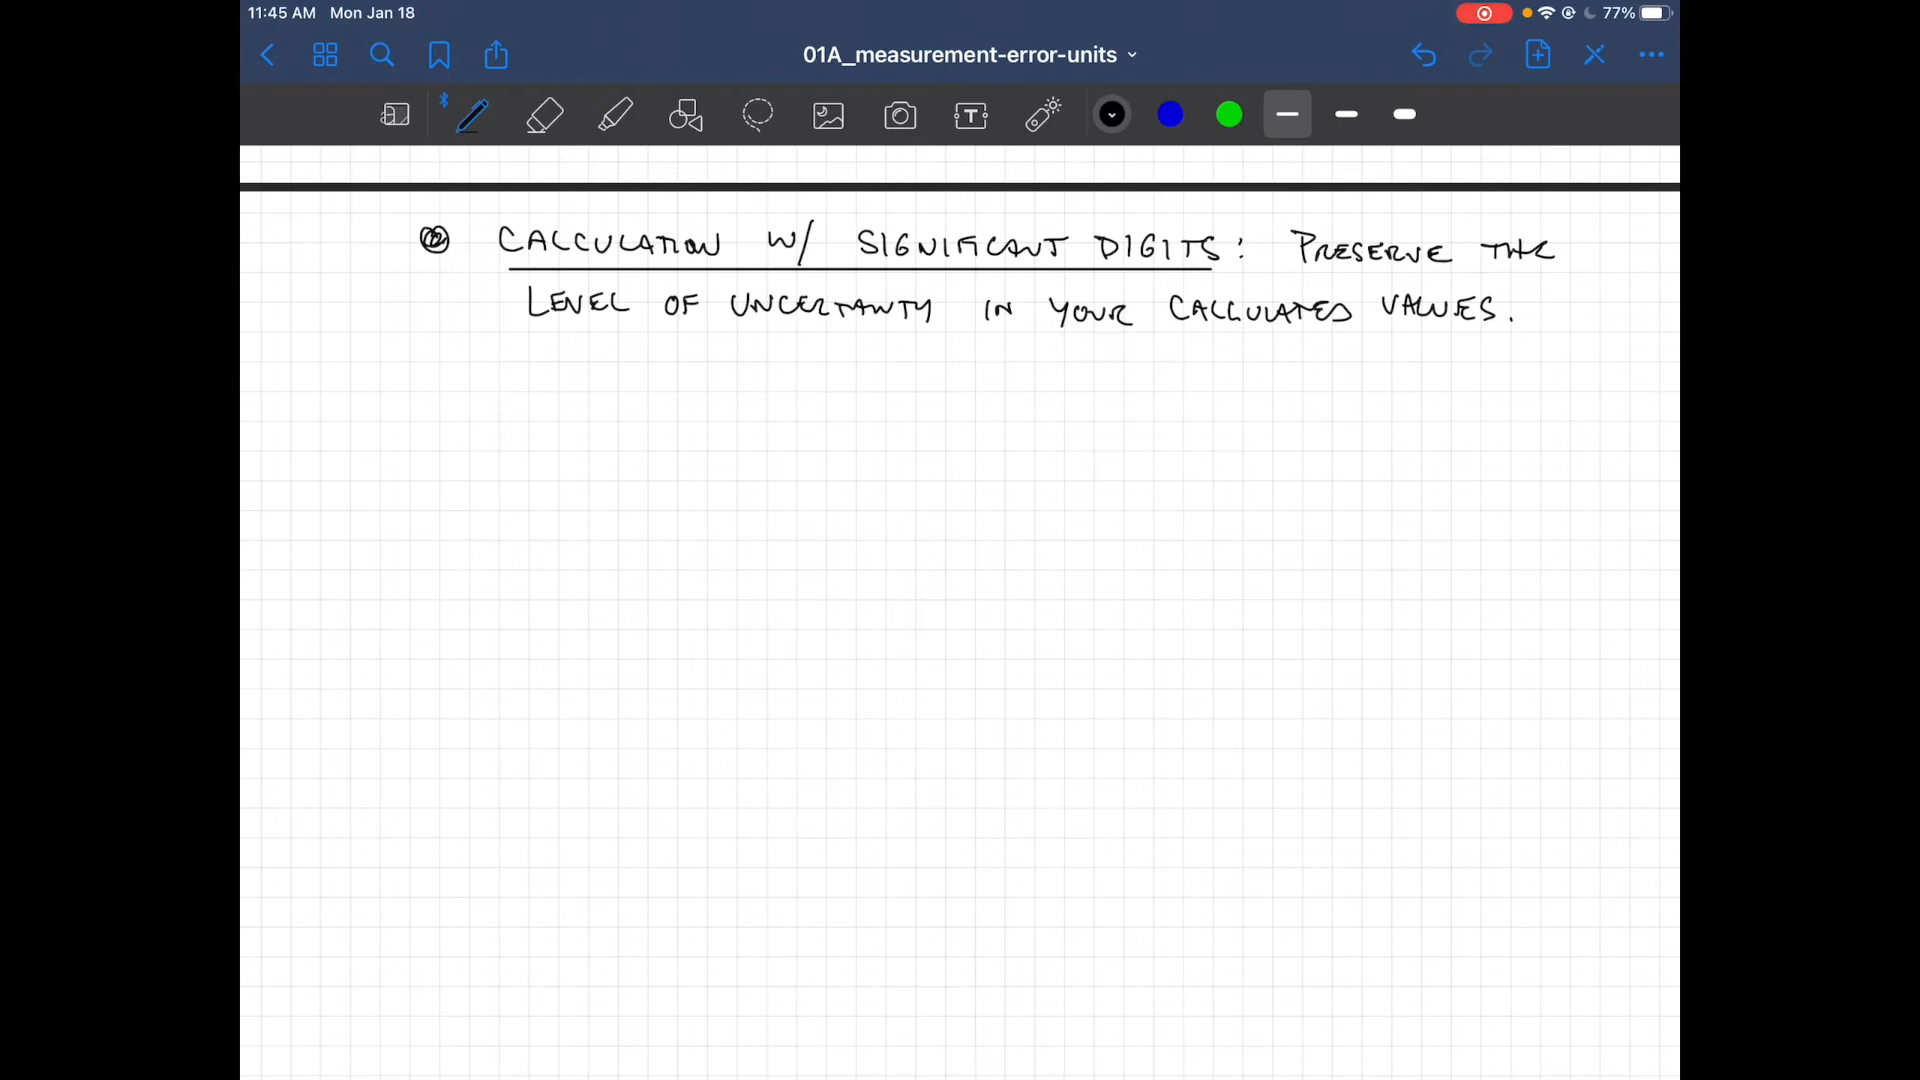 11:45 AM Mon Jan 18 77%
01A_measurement-error-units
T
CALCULATION W/ SIGNIFICANT DIGITS: PRESERVE THE
LEVEL OF UNCERTAINTY IN YOUR CALCULATED VALUES.